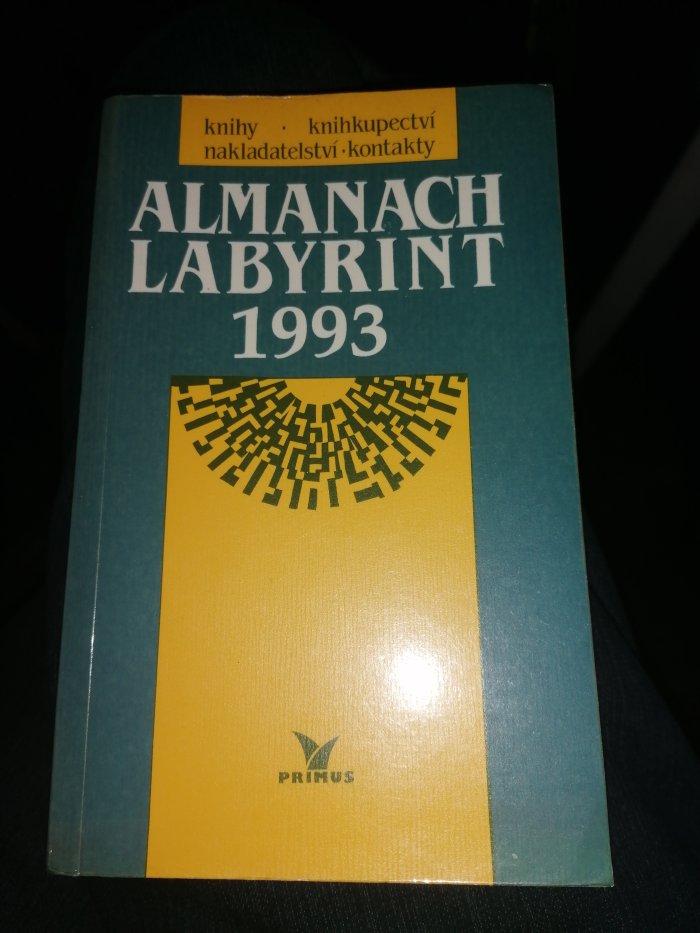 knihy · knihkupectví
nakladatelství · kontakty
ALMANACH
LABYRINT
1993
PRIMUS